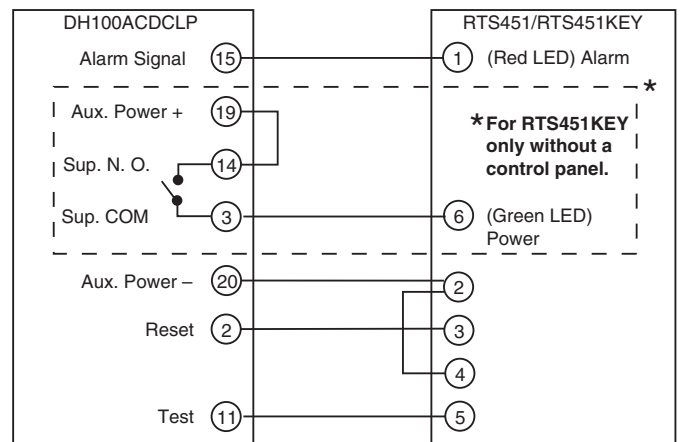 DH100ACDCLP
RTS451/RTS451KEY
Alarm Signal 15
1 (Red LED) Alarm
*
Aux. Power + 19
*For RTS451KEY
only without a
control panel.
Sup. N. O. 14
Sup. COM 3
6 (Green LED)
Power
Aux. Power – 20
2
Reset 2
3
4
Test 11
5